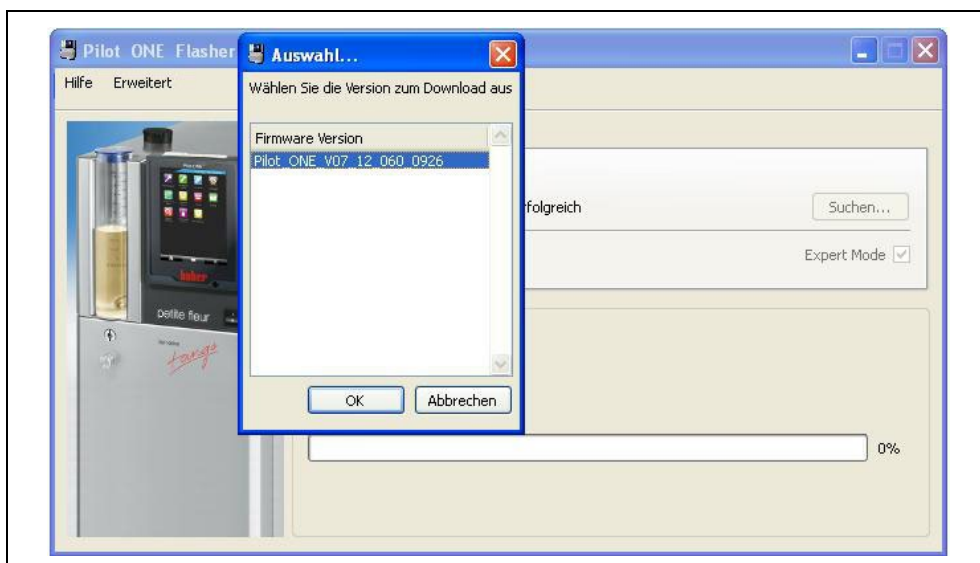 Pilot ONE Flasher
Auswahl...
Hilfe Erweitert
Wählen Sie die Version zum Download aus
Firmware Version
Pilot_ONE_V07_12_060_0926
rfolgreich
Suchen...
Expert Mode
huber
petite fleur
tango
OK
Abbrechen
0%